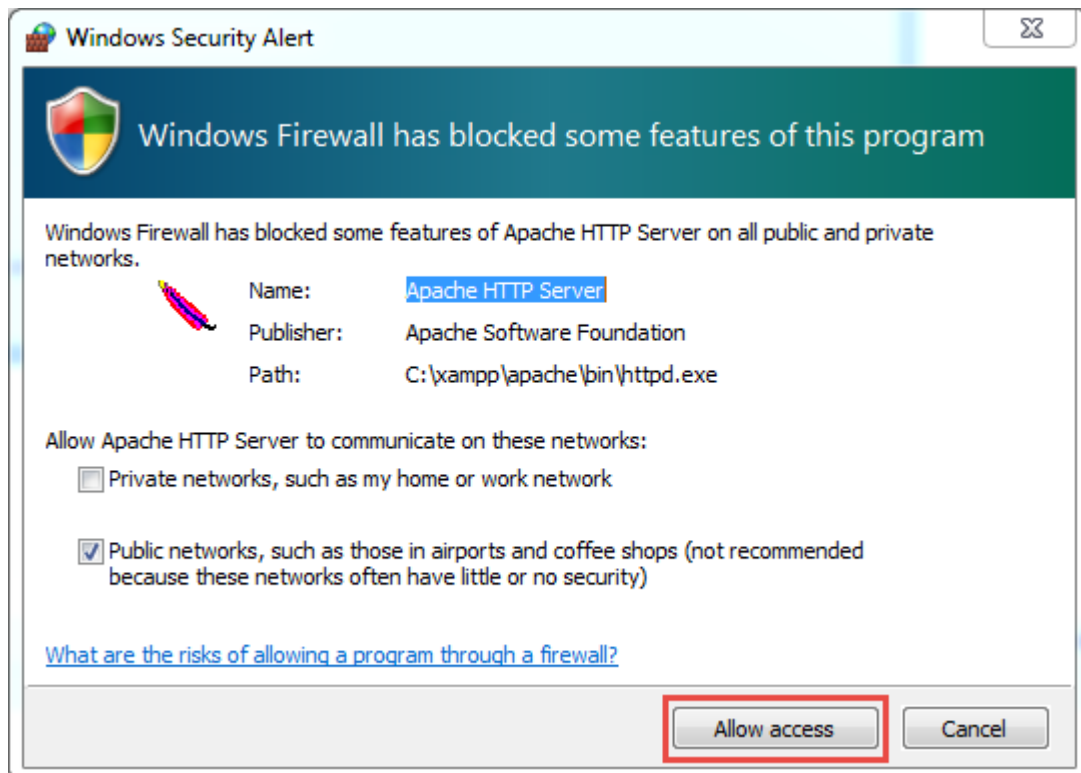 Windows Security Alert
Windows Firewall has blocked some features of this program
Windows Firewall has blocked some features of Apache HTTP Server on all public and private
networks.
Name: Apache HTTP Server
Publisher: Apache Software Foundation
Path: C:\xampp\apache\bin\httpd.exe
Allow Apache HTTP Server to communicate on these networks:
Private networks, such as my home or work network
Public networks, such as those in airports and coffee shops (not recommended
because these networks often have little or no security)
What are the risks of allowing a program through a firewall?
Allow access Cancel